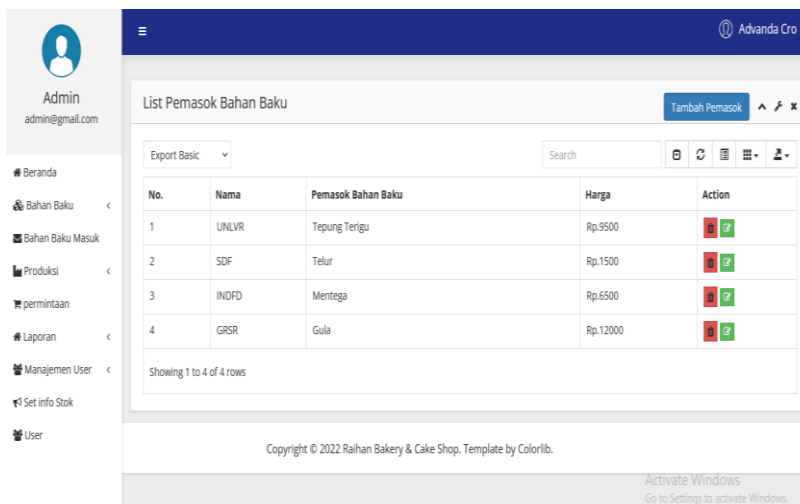 Advanda Cro
Admin
admin@gmail.com
Beranda
Bahan Baku
Bahan Baku Masuk
Produksi
permintaan
Laporan
Manajemen User
Set info Stok
User
List Pemasok Bahan Baku
Tambah Pemasok
Export Basic
Search
No. Nama Pemasok Bahan Baku Harga Action
1 UNLVR Tepung Terigu Rp.9500
2 SDF Telur Rp.1500
3 INDFD Mentega Rp.6500
4 GRSR Gula Rp.12000
Showing 1 to 4 of 4 rows
Copyright © 2022 Raihan Bakery & Cake Shop. Template by Colorlib.
Activate Windows
Go to Settings to activate Windows.